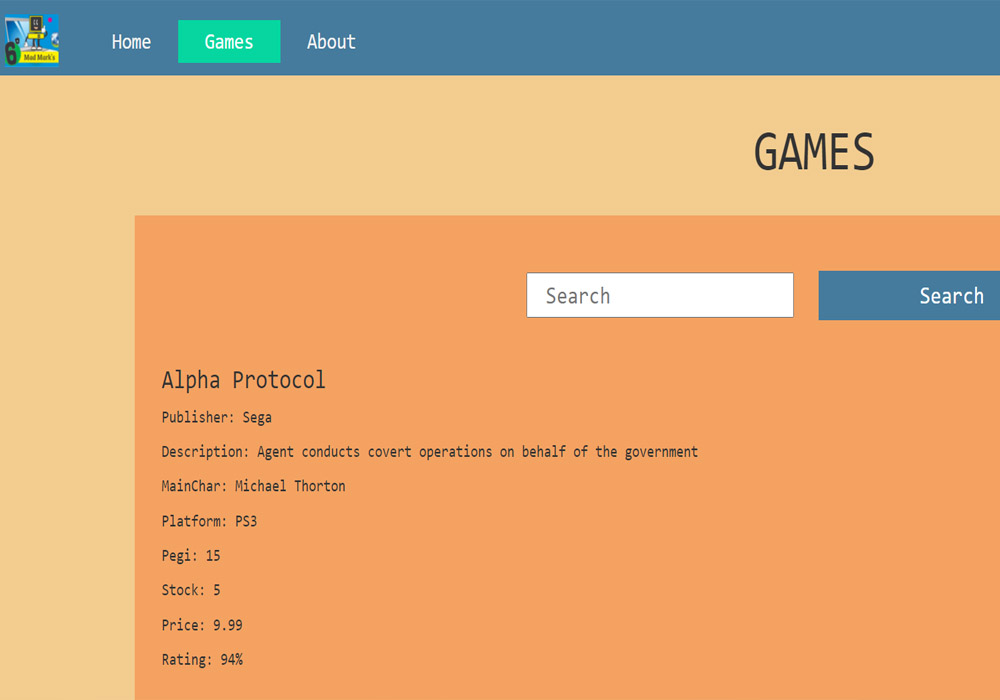 Mad Mark's
Home Games About
GAMES
Search Search
Alpha Protocol
Publisher: Sega
Description: Agent conducts covert operations on behalf of the government
MainChar: Michael Thorton
Platform: PS3
Pegi: 15
Stock: 5
Price: 9.99
Rating: 94%